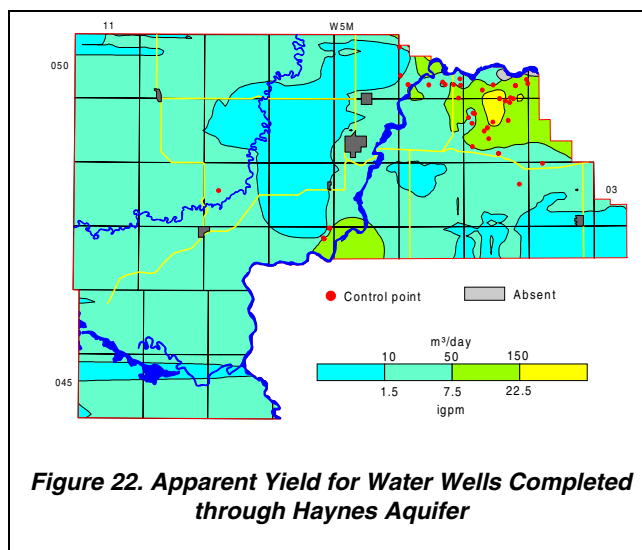 11
W5M
050
03
Control point
Absent
m³/day
10 50 150
1.5 7.5 22.5
igpm
045
Figure 22. Apparent Yield for Water Wells Completed
through Haynes Aquifer